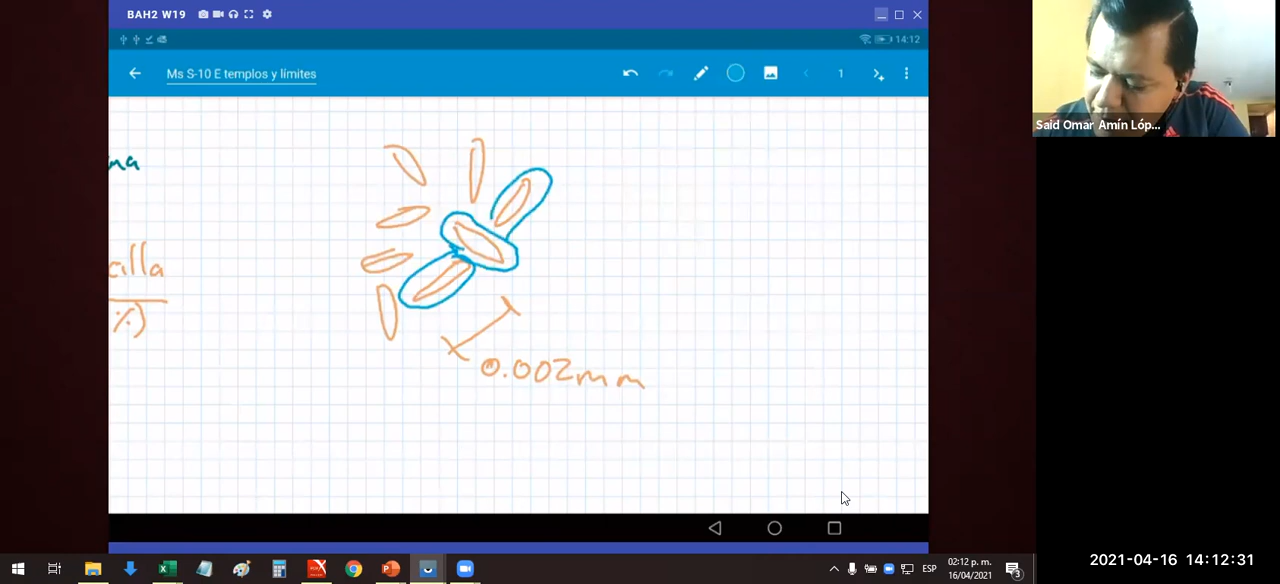 BAH2 W19
14:12
Ms S-10 E templos y límites
1
Said Omar Amín Lóp...
na
cilla
%)
0.002mm
2021-04-16 14:12:31
ESP
02:12 p. m.
16/04/2021
3